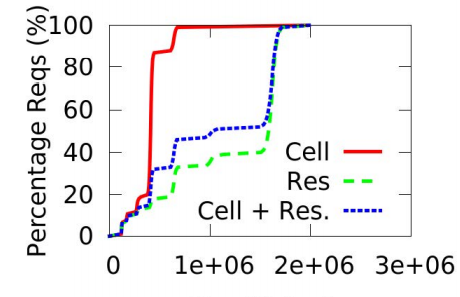 Percentage Reqs (%)
100
80
60
40
20
0
Cell
Res
Cell + Res.
0 1e+06 2e+06 3e+06